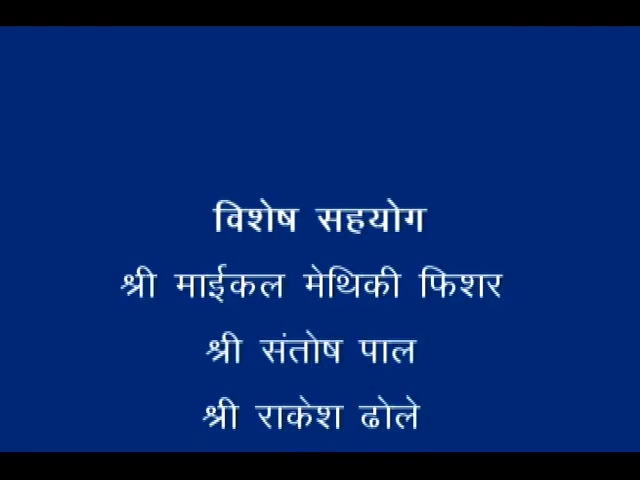 विशेष सहयोग
श्री माईकल मेथिकी फिशर
श्री संतोष पाल
श्री राकेश ढोले